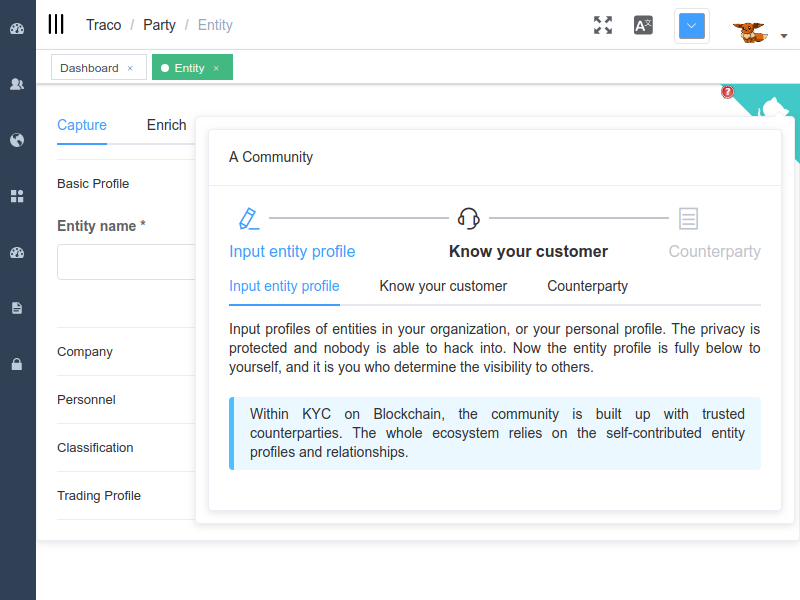 Traco / Party / Entity
A
Dashboard ×
Entity ×
?
Capture Enrich
Basic Profile
Entity name *
Company
Personnel
Classification
Trading Profile
A Community
Input entity profile Know your customer Counterparty
Input entity profile Know your customer Counterparty
Input profiles of entities in your organization, or your personal profile. The privacy is
protected and nobody is able to hack into. Now the entity profile is fully below to
yourself, and it is you who determine the visibility to others.
Within KYC on Blockchain, the community is built up with trusted
counterparties. The whole ecosystem relies on the self-contributed entity
profiles and relationships.